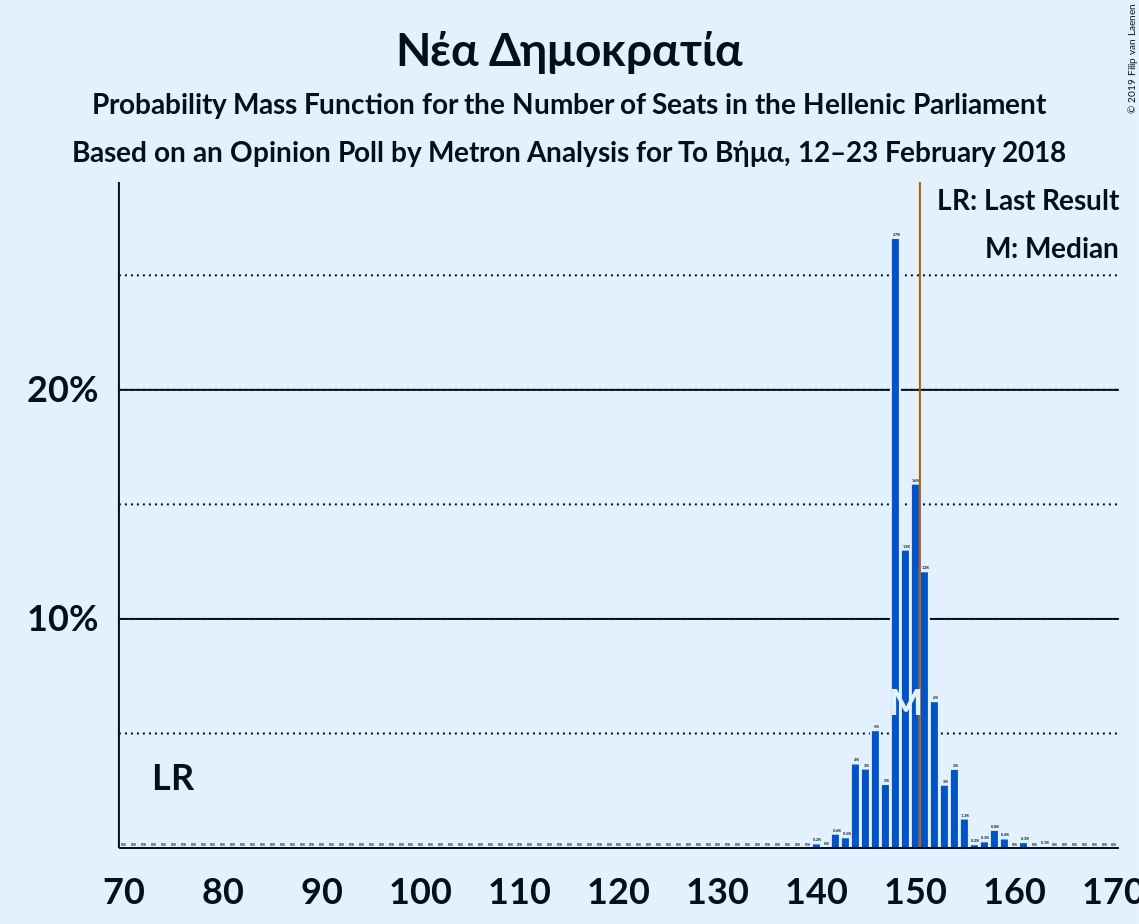 Νέα Δημοκρατία
Probability Mass Function for the Number of Seats in the Hellenic Parliament
Based on an Opinion Poll by Metron Analysis for Το Βήμα, 12–23 February 2018
© 2019 Filip van Laenen
LR: Last Result
M: Median
20%
10%
M
LR
70 80 90 100 110 120 130 140 150 160 170